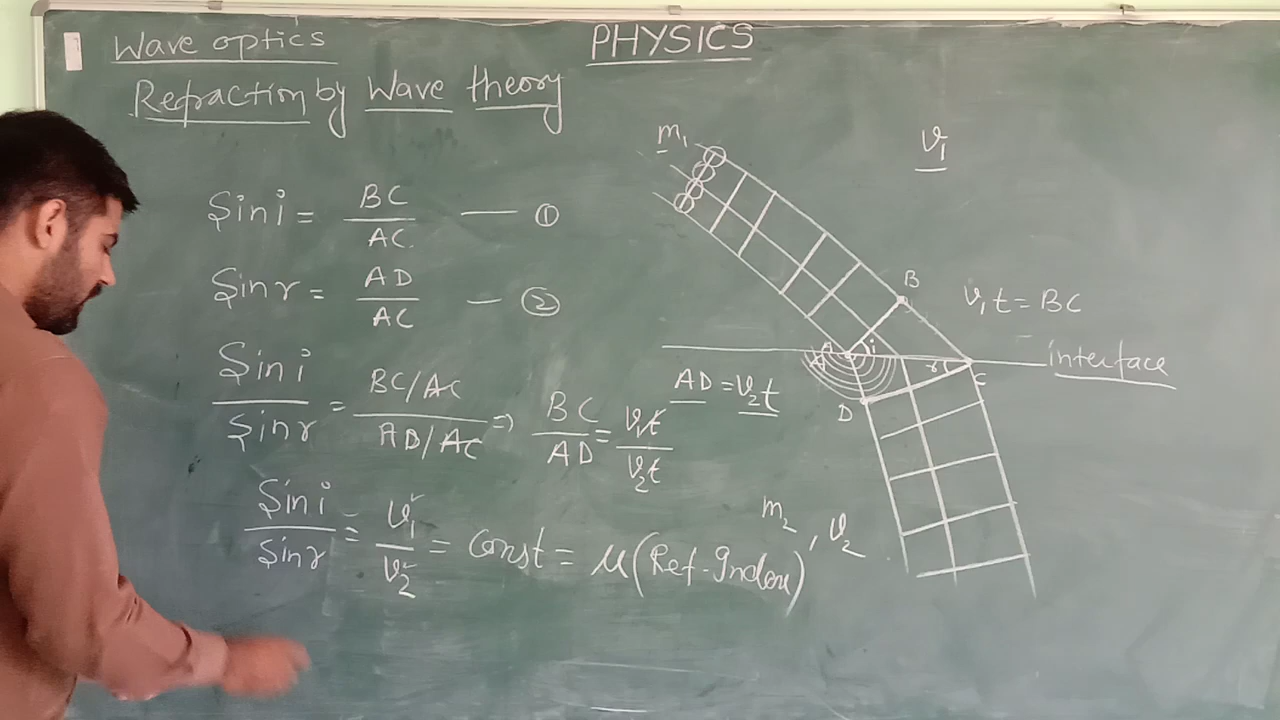 Wave optics
PHYSICS
Refraction by Wave theory
Sin i = BC/AC — ①
Sin r = AD/AC — ②
Sin i / Sin r = BC/AC / AD/AC ⇒ BC/AD = v₁t/v₂t
Sin i / Sin r = v₁/v₂ = Const = μ (Ref. Index)
m₁
v₁
B
v₁t = BC
A
i
r
C
interface
AD = v₂t
D
m₂, v₂